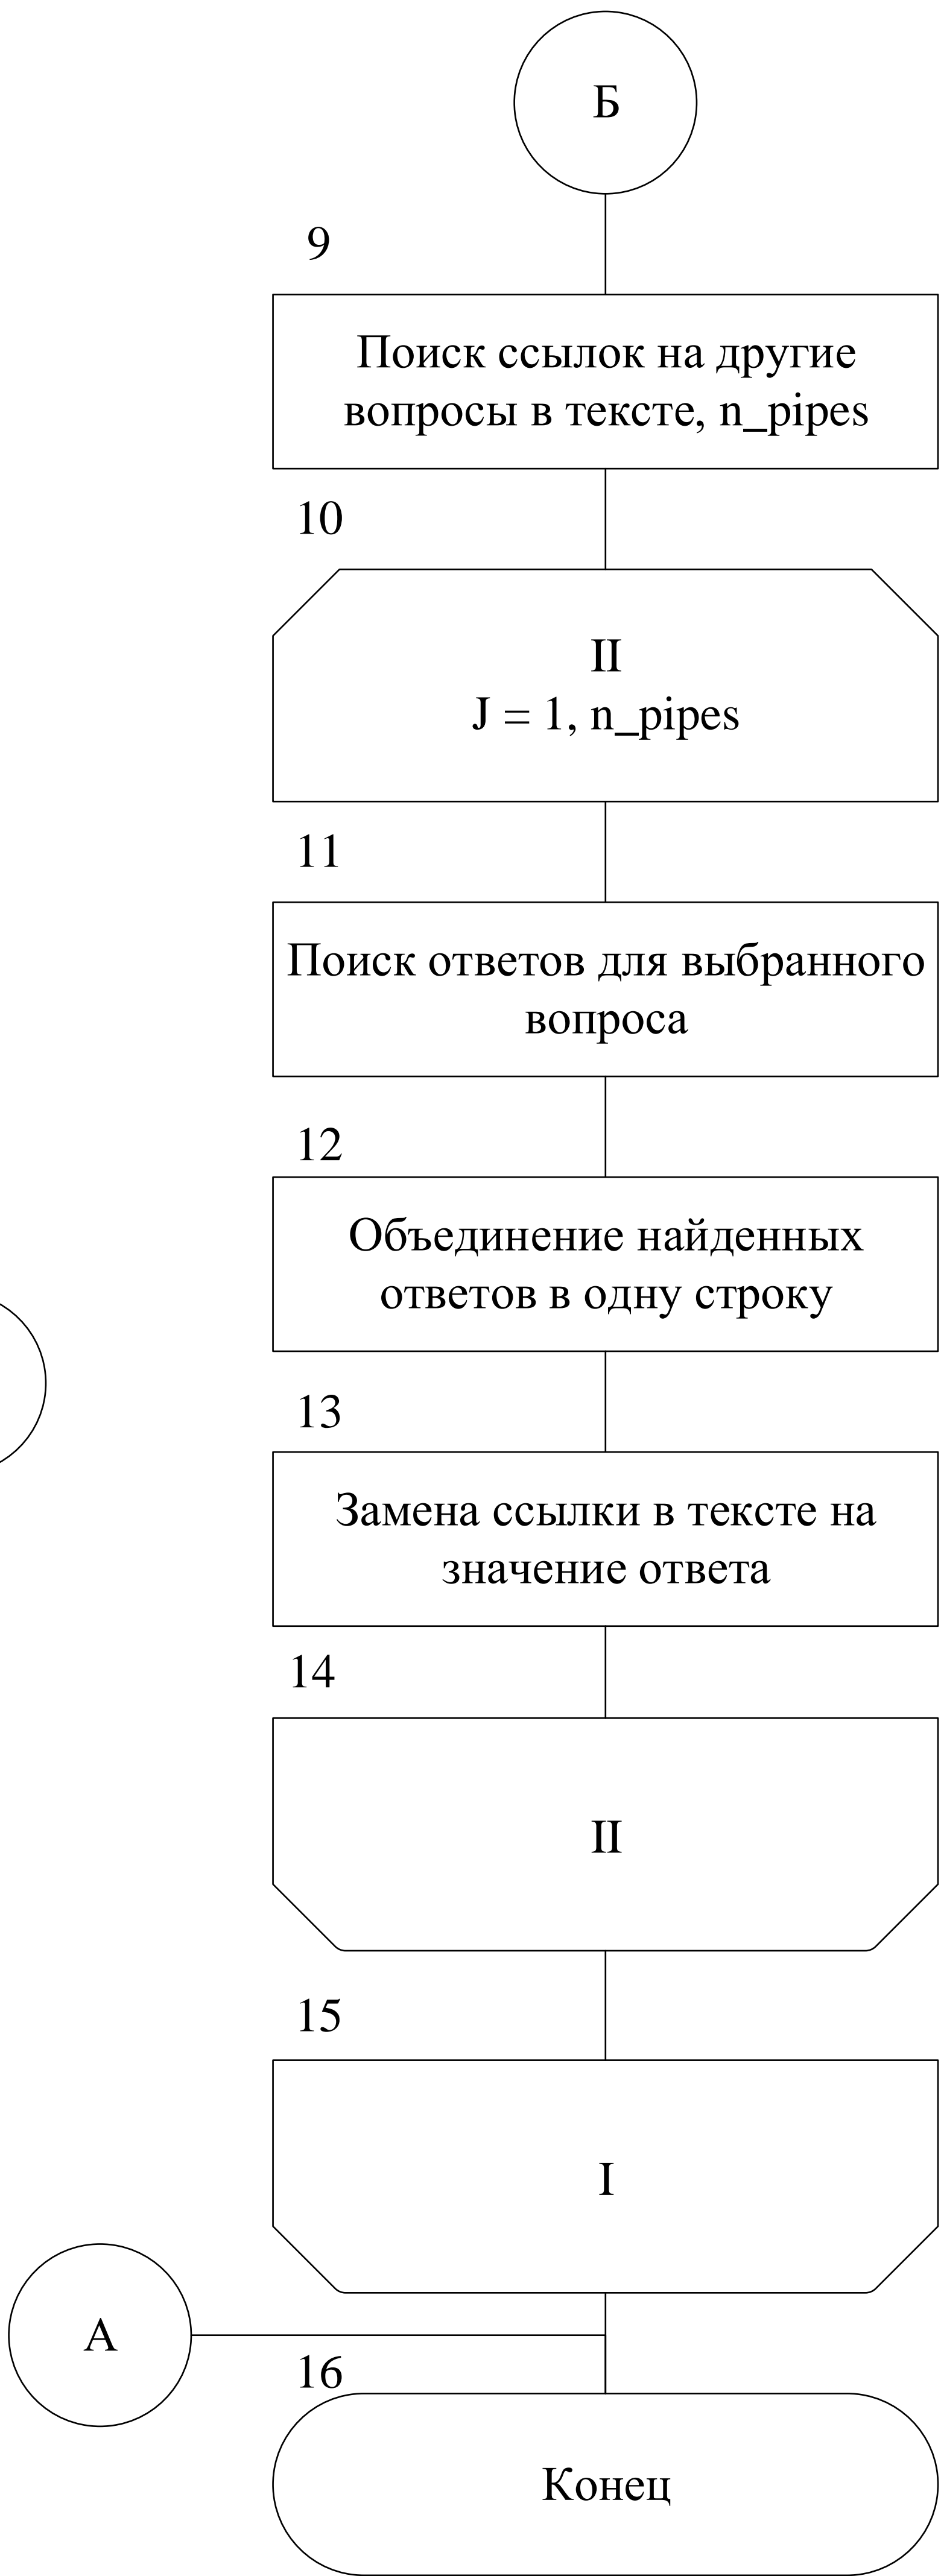 Б
9
Поиск ссылок на другие
вопросы в тексте, n_pipes
10
II
J = 1, n_pipes
11
Поиск ответов для выбранного
вопроса
12
Объединение найденных
ответов в одну строку
13
Замена ссылки в тексте на
значение ответа
14
II
15
I
А
16
Конец